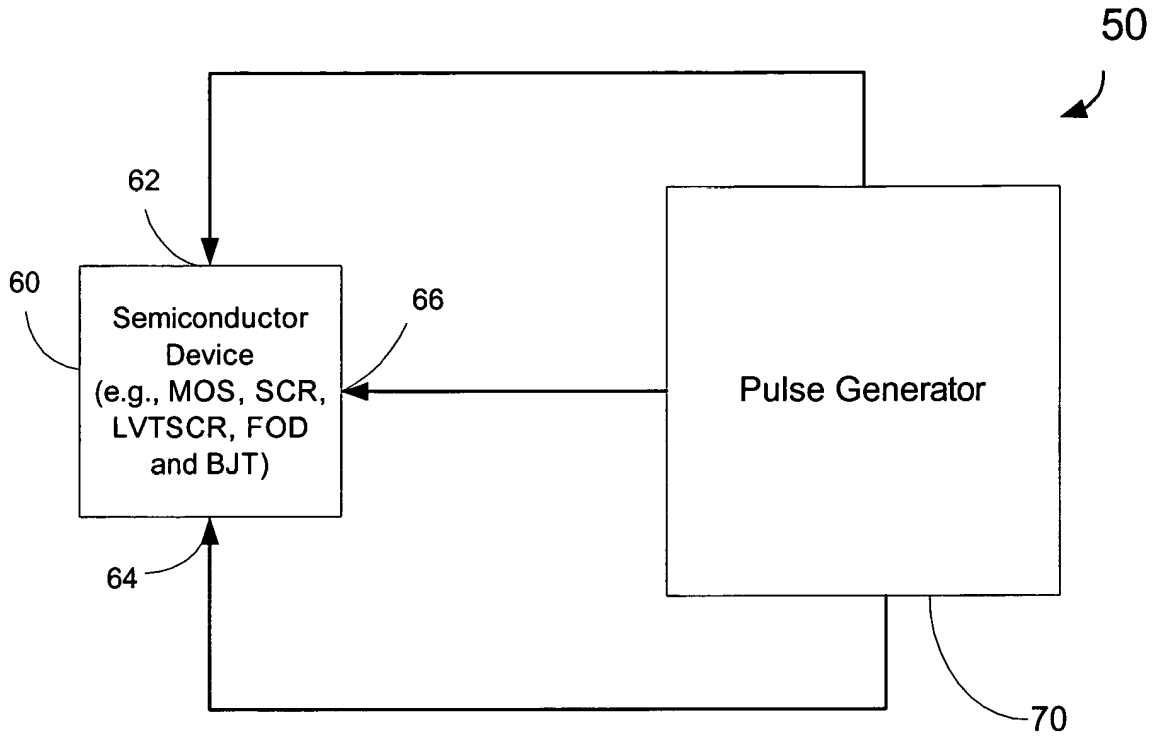 50
62
60
66
Semiconductor
Device
(e.g., MOS, SCR,
LVTSCR, FOD
and BJT)
Pulse Generator
64
70